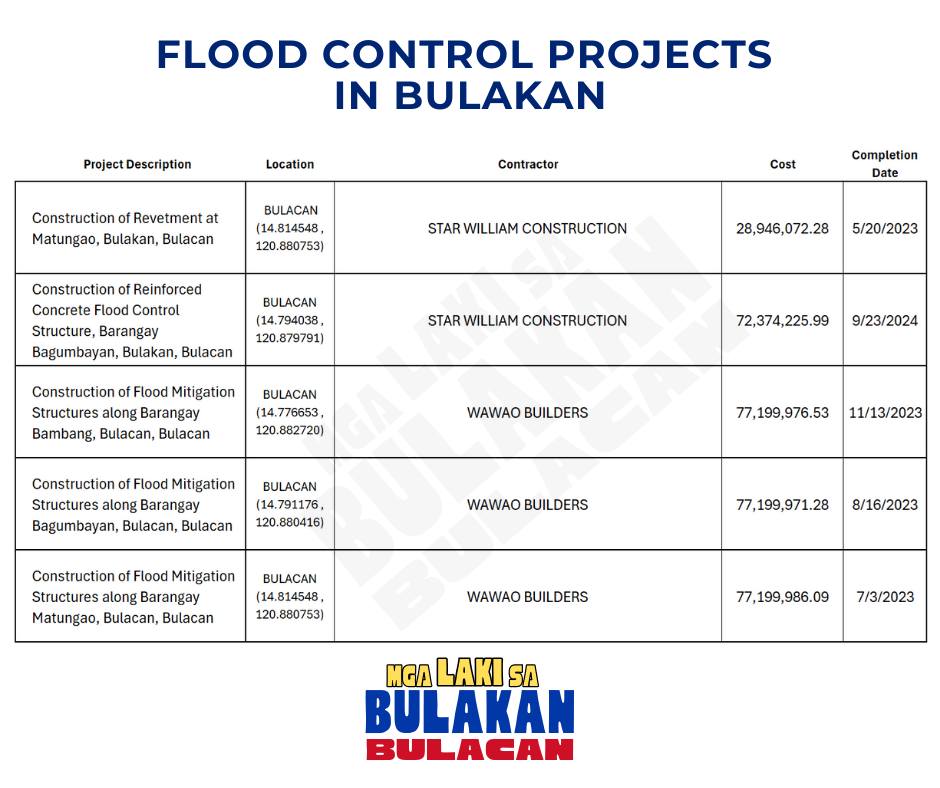 FLOOD CONTROL PROJECTS
IN BULAKAN
Project Description
Location
Contractor
Cost
Completion
Date
Construction of Revetment at
Matungao, Bulakan, Bulacan
BULACAN
(14.814548 ,
120.880753)
STAR WILLIAM CONSTRUCTION
28,946,072.28
5/20/2023
Construction of Reinforced
Concrete Flood Control
Structure, Barangay
Bagumbayan, Bulakan, Bulacan
BULACAN
(14.794038 ,
120.879791)
STAR WILLIAM CONSTRUCTION
72,374,225.99
9/23/2024
Construction of Flood Mitigation
Structures along Barangay
Bambang, Bulacan, Bulacan
BULACAN
(14.776653 ,
120.882720)
WAWAO BUILDERS
77,199,976.53
11/13/2023
Construction of Flood Mitigation
Structures along Barangay
Bagumbayan, Bulacan, Bulacan
BULACAN
(14.791176 ,
120.880416)
WAWAO BUILDERS
77,199,971.28
8/16/2023
Construction of Flood Mitigation
Structures along Barangay
Matungao, Bulacan, Bulacan
BULACAN
(14.814548 ,
120.880753)
WAWAO BUILDERS
77,199,986.09
7/3/2023
MGA LAKI SA
BULAKAN
BULACAN
MGA LAKI SA
BULAKAN
BULACAN